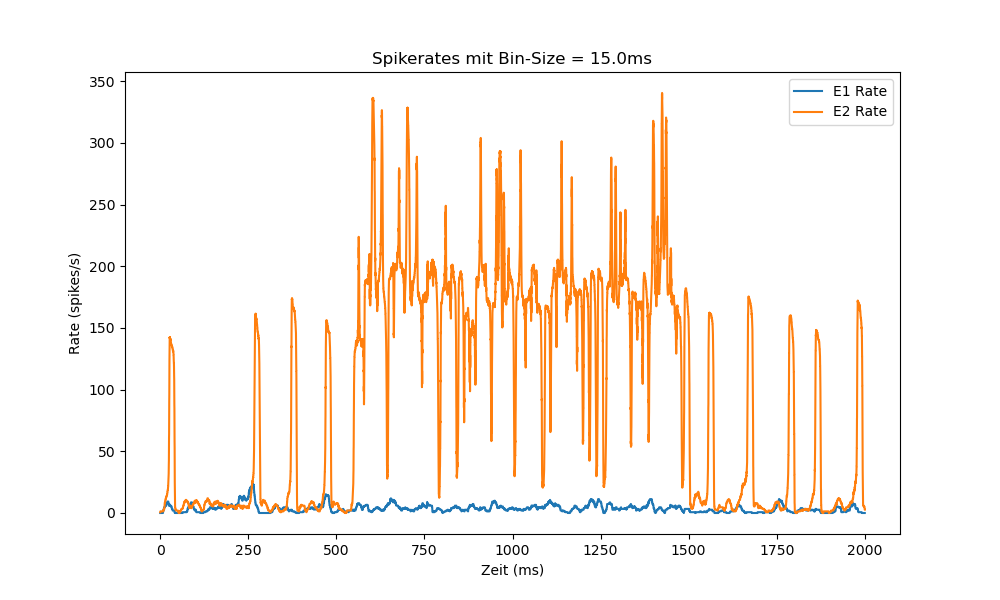 Spikerates mit Bin-Size = 15.0ms
E1 Rate
E2 Rate
350
300
250
200
150
100
50
0
Rate (spikes/s)
0 250 500 750 1000 1250 1500 1750 2000
Zeit (ms)